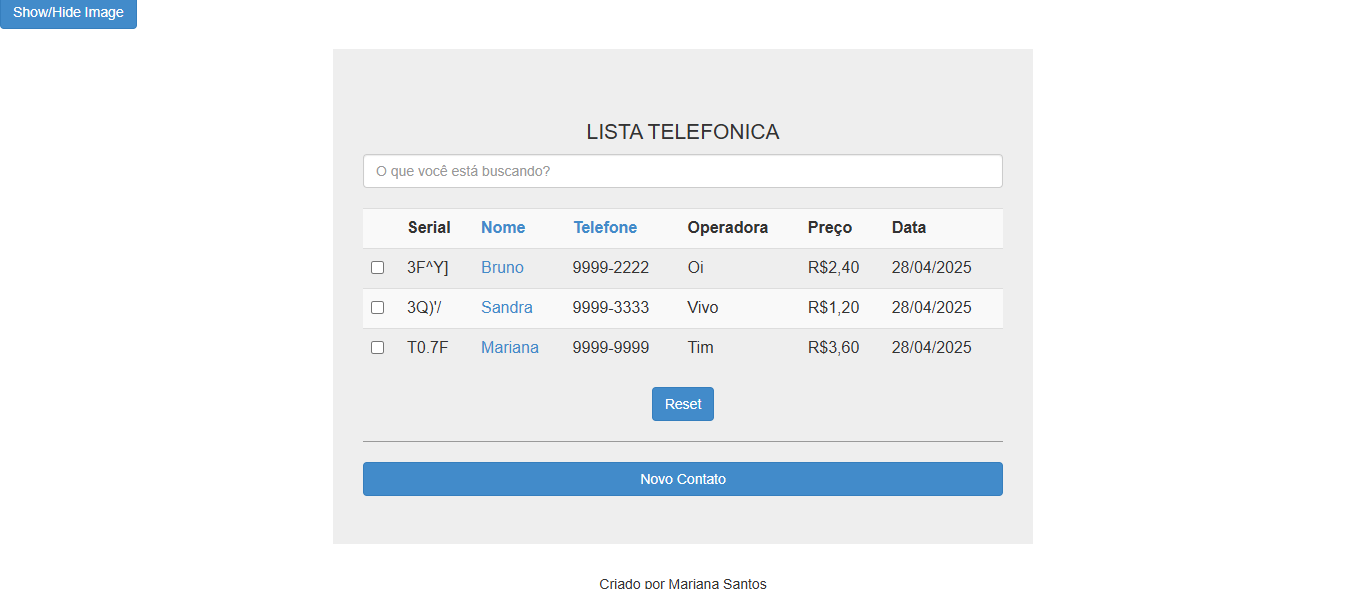 Show/Hide Image
LISTA TELEFONICA
O que você está buscando?
Serial Nome Telefone Operadora Preço Data
3F^Y] Bruno 9999-2222 Oi R$2,40 28/04/2025
3Q)'/ Sandra 9999-3333 Vivo R$1,20 28/04/2025
T0.7F Mariana 9999-9999 Tim R$3,60 28/04/2025
Reset
Novo Contato
Criado por Mariana Santos